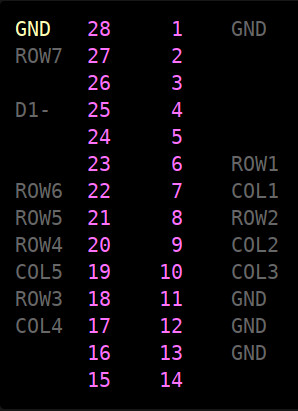 GND 28 1 GND
ROW7 27 2
26 3
D1- 25 4
24 5
23 6 ROW1
ROW6 22 7 COL1
ROW5 21 8 ROW2
ROW4 20 9 COL2
COL5 19 10 COL3
ROW3 18 11 GND
COL4 17 12 GND
16 13 GND
15 14